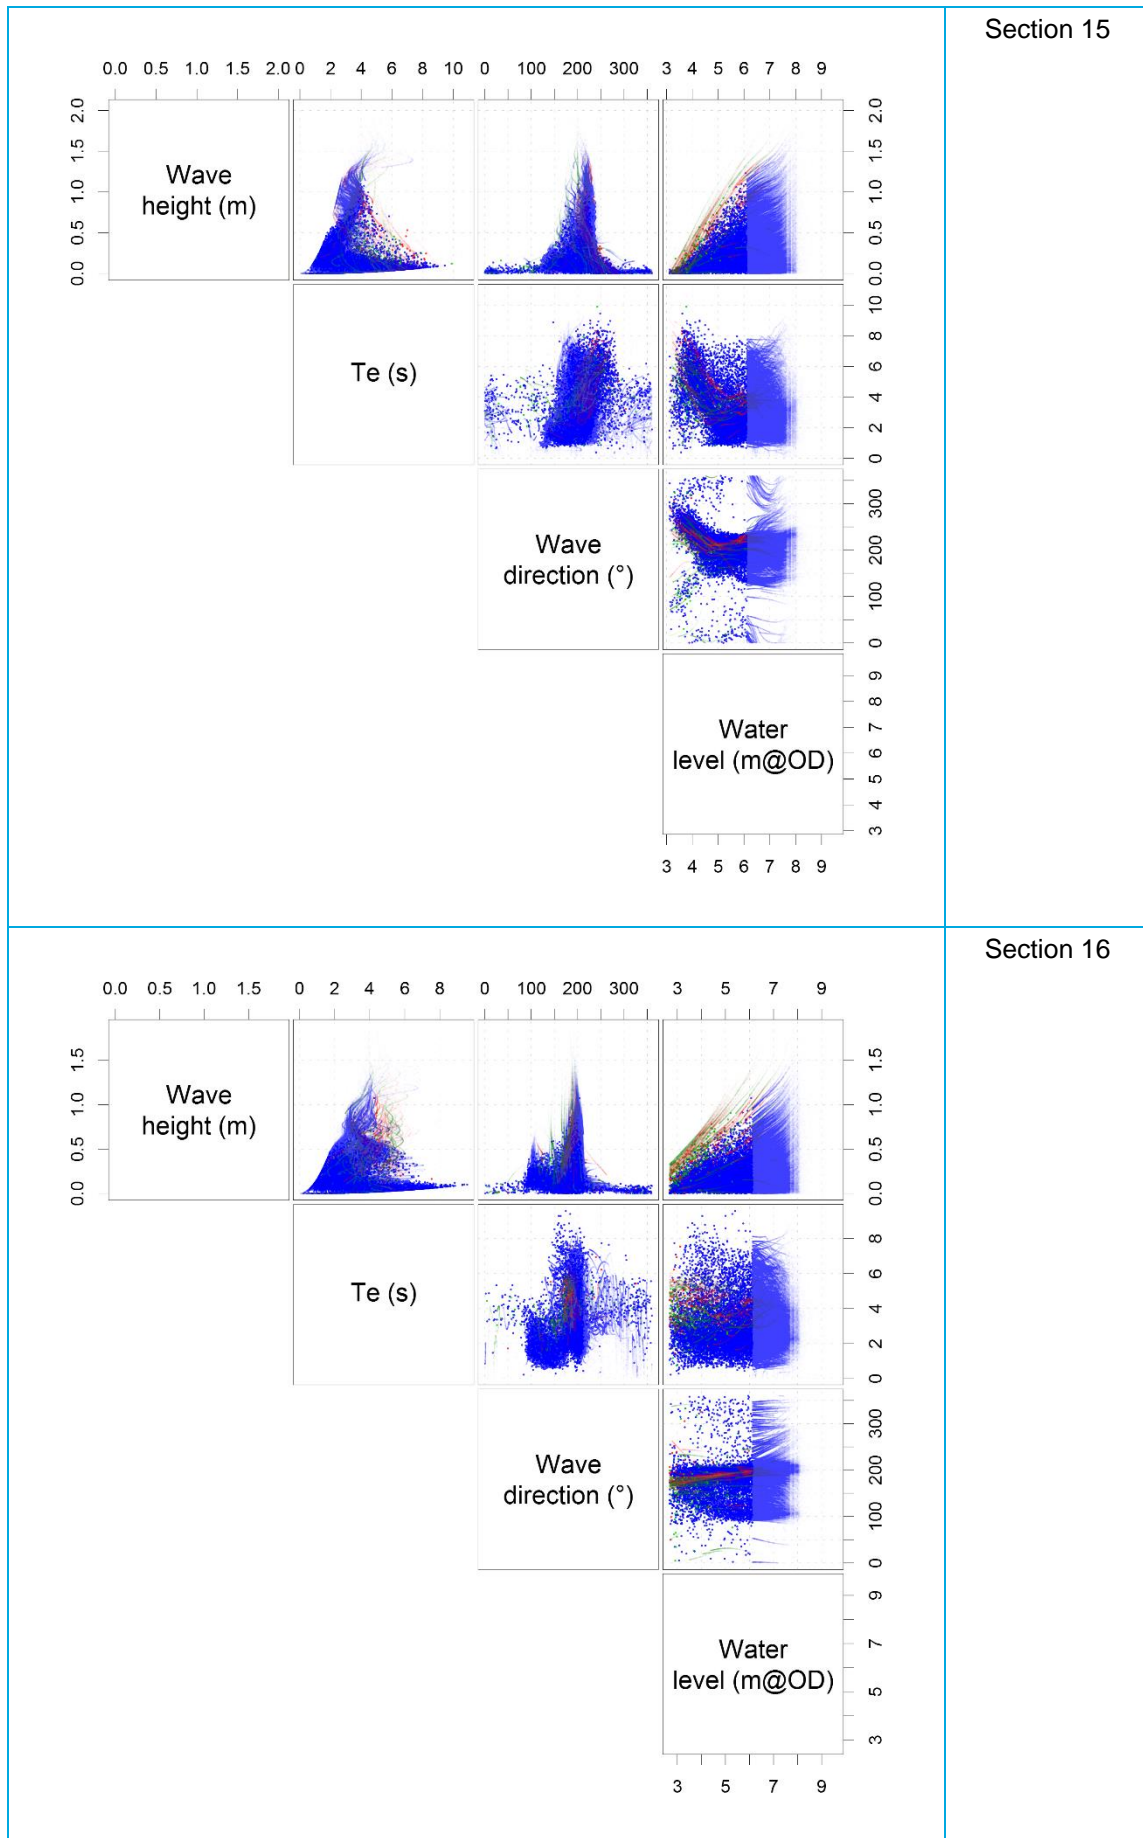 Section 15
0.0 0.5 1.0 1.5 2.0 0 2 4 6 8 10 0 100 200 300 3 4 5 6 7 8 9
0.0 0.5 1.0 1.5 2.0
Wave
height (m)
0.0 0.5 1.0 1.5 2.0
Te (s)
0 2 4 6 8 10
Wave
direction (°)
0 100 200 300
Water
level (m@OD)
3 4 5 6 7 8 9
3 4 5 6 7 8 9
Section 16
0.0 0.5 1.0 1.5 0 2 4 6 8 0 100 200 300 3 5 7 9
0.0 0.5 1.0 1.5
Wave
height (m)
0.0 0.5 1.0 1.5
Te (s)
0 2 4 6 8
Wave
direction (°)
0 100 200 300
Water
level (m@OD)
3 5 7 9
3 5 7 9